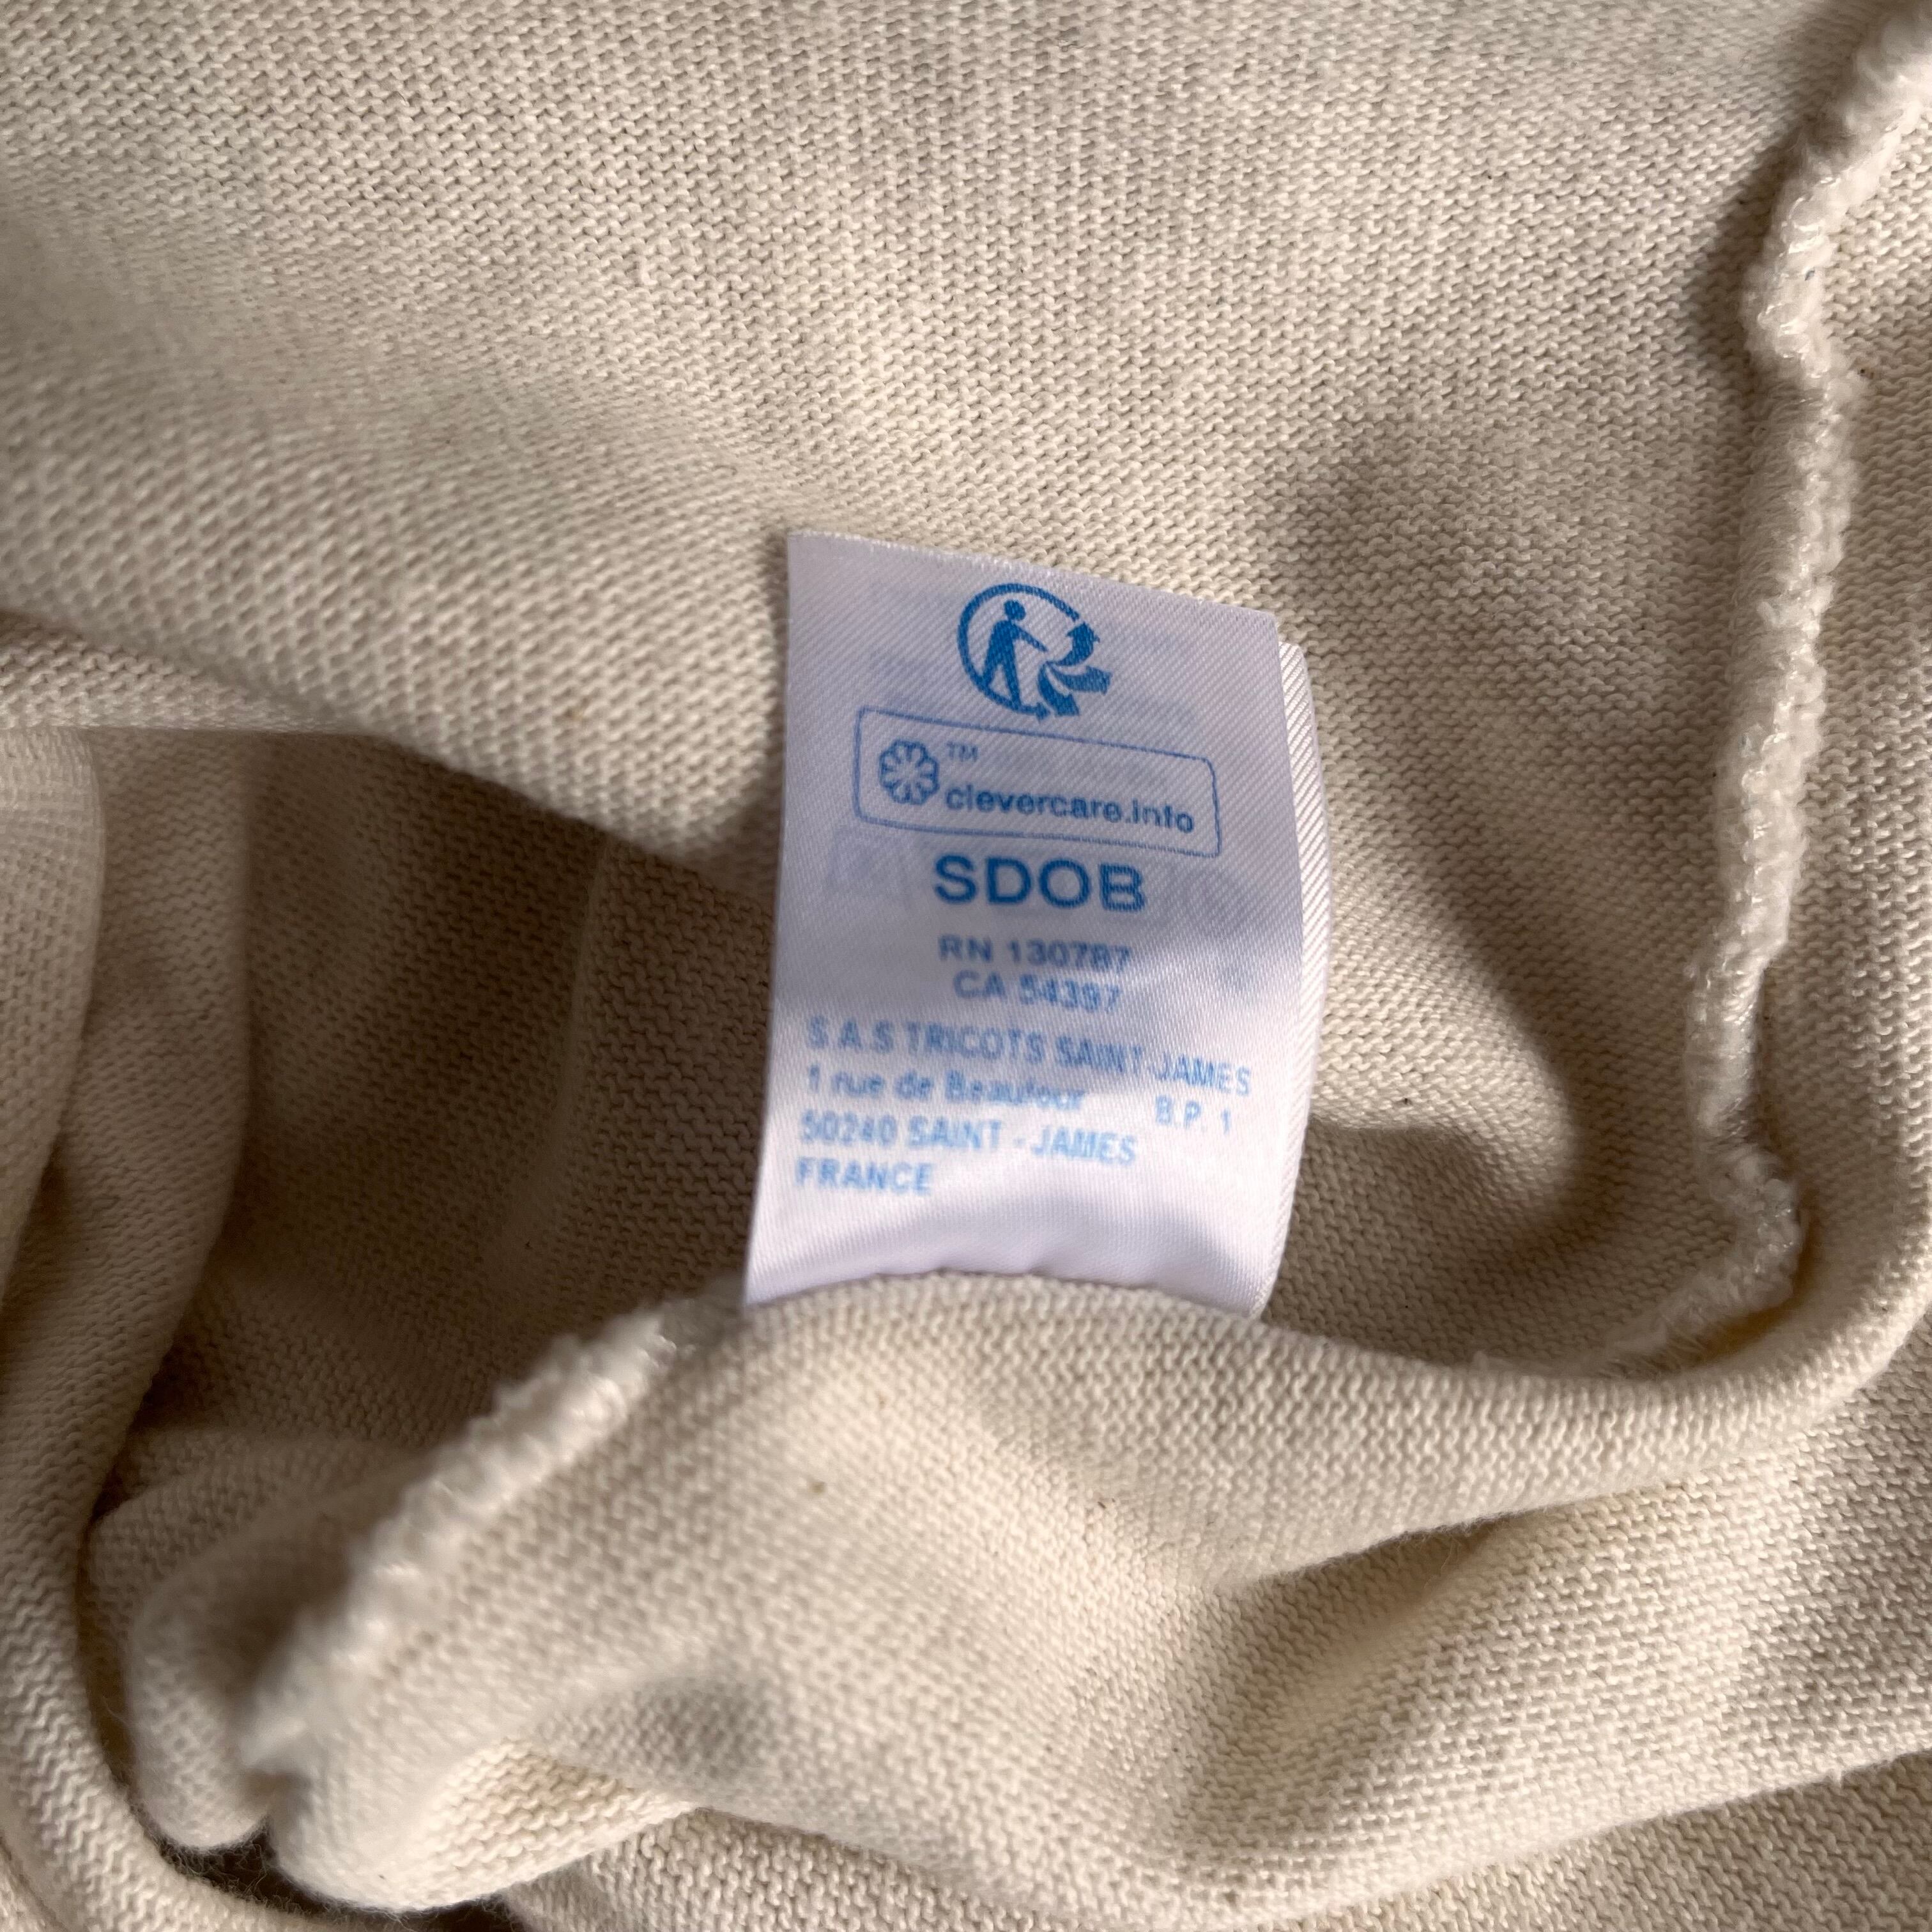 TM
clevercare.info
SDOB
RN 130787
CA 54397
S A.S TRICOTS SAINT-JAMES
1 rue de Beaufour B.P. 1
50240 SAINT - JAMES
FRANCE